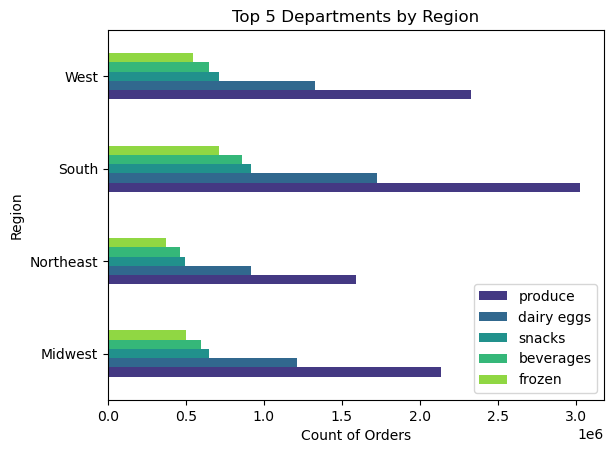 Top 5 Departments by Region
West
South
Northeast
Midwest
Region
produce
dairy eggs
snacks
beverages
frozen
0.0 0.5 1.0 1.5 2.0 2.5 3.0
1e6
Count of Orders